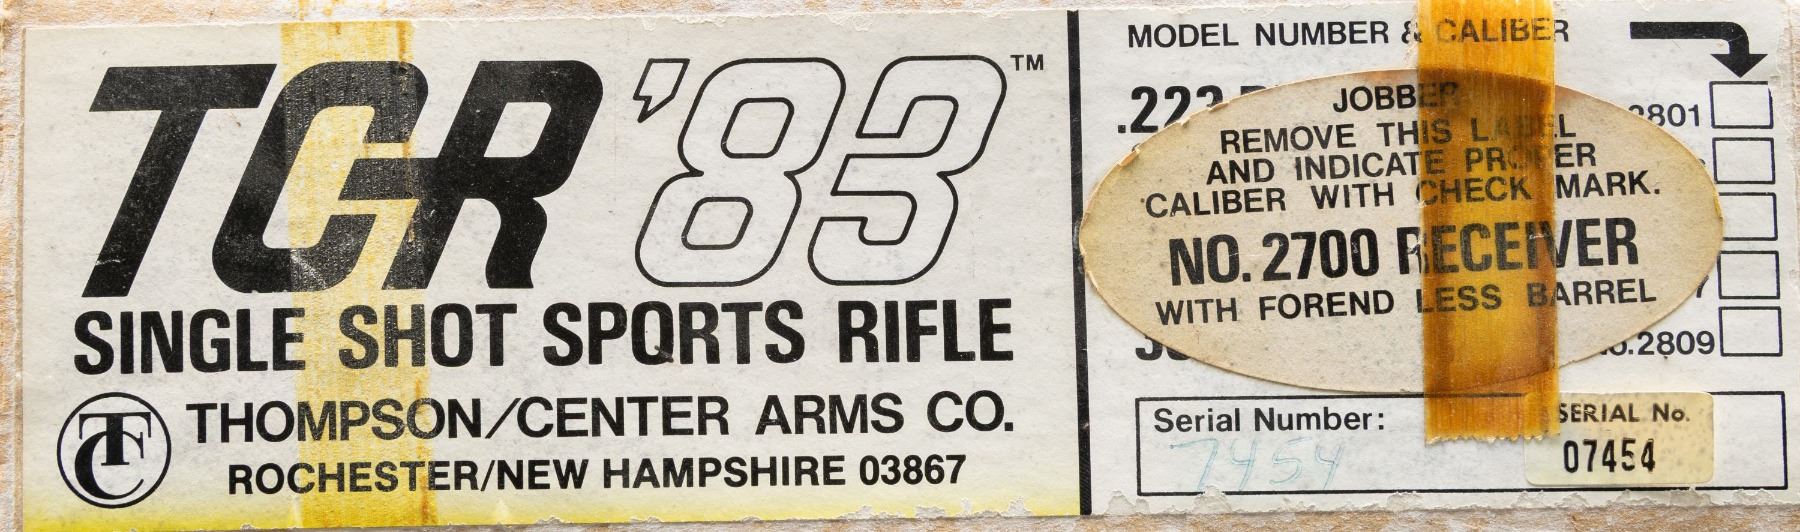 TCR '83™
SINGLE SHOT SPORTS RIFLE
TC THOMPSON/CENTER ARMS CO.
ROCHESTER/NEW HAMPSHIRE 03867
MODEL NUMBER & CALIBER
.223
2801
JOBBER
REMOVE THIS LABEL
AND INDICATE PROPER
CALIBER WITH CHECK MARK.
NO. 2700 RECEIVER
WITH FOREND LESS BARREL
No.2809
Serial Number:
7454
SERIAL No.
07454